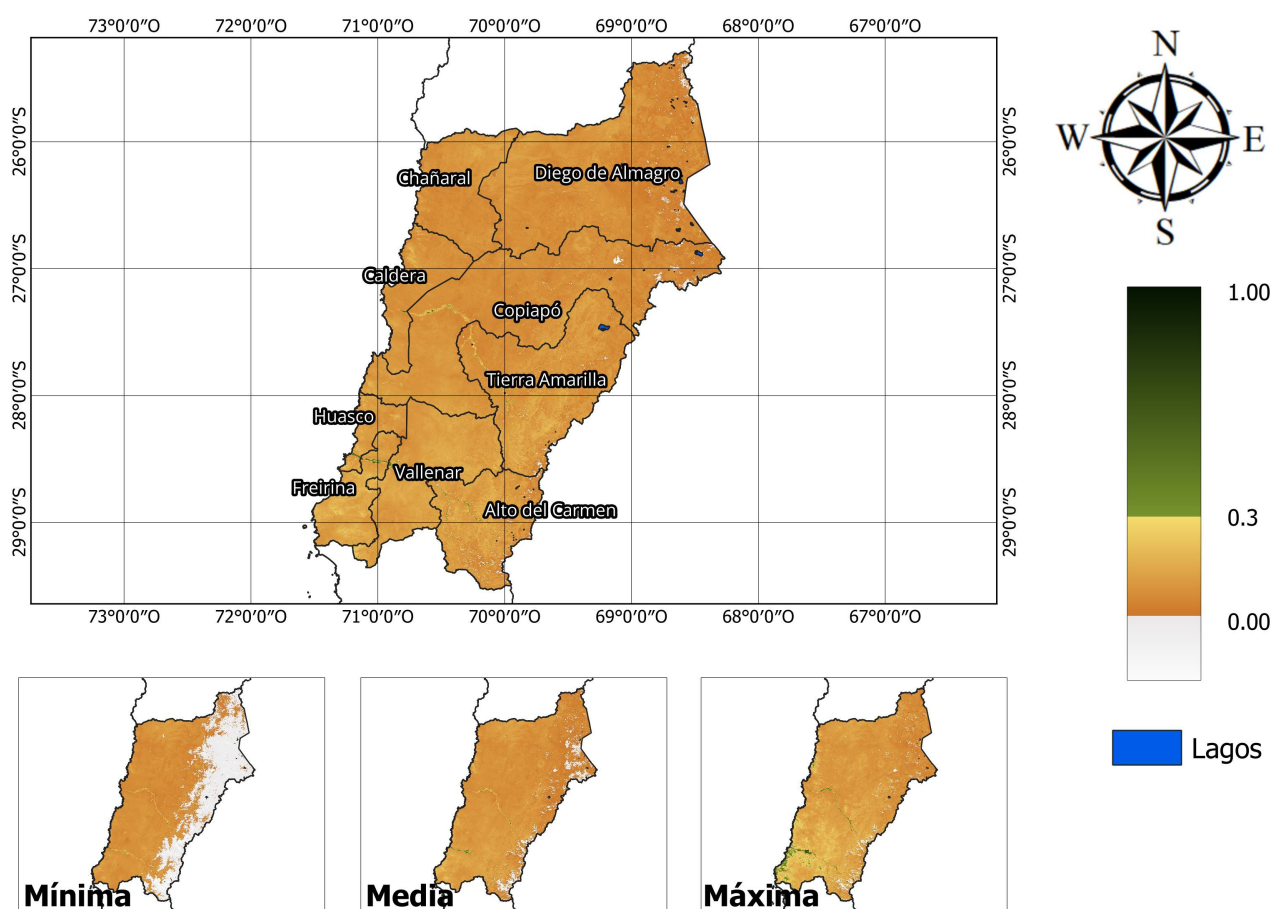 73°0′0″O 72°0′0″O 71°0′0″O 70°0′0″O 69°0′0″O 68°0′0″O 67°0′0″O
N
W E
S
26°0′0″S 26°0′0″S
Chañaral
Diego de Almagro
27°0′0″S 27°0′0″S
Caldera
Copiapó
Tierra Amarilla
28°0′0″S 28°0′0″S
Huasco
Vallenar
Freirina
Alto del Carmen
29°0′0″S 29°0′0″S
73°0′0″O 72°0′0″O 71°0′0″O 70°0′0″O 69°0′0″O 68°0′0″O 67°0′0″O
1.00
0.3
0.00
Lagos
Mínima
Media
Máxima